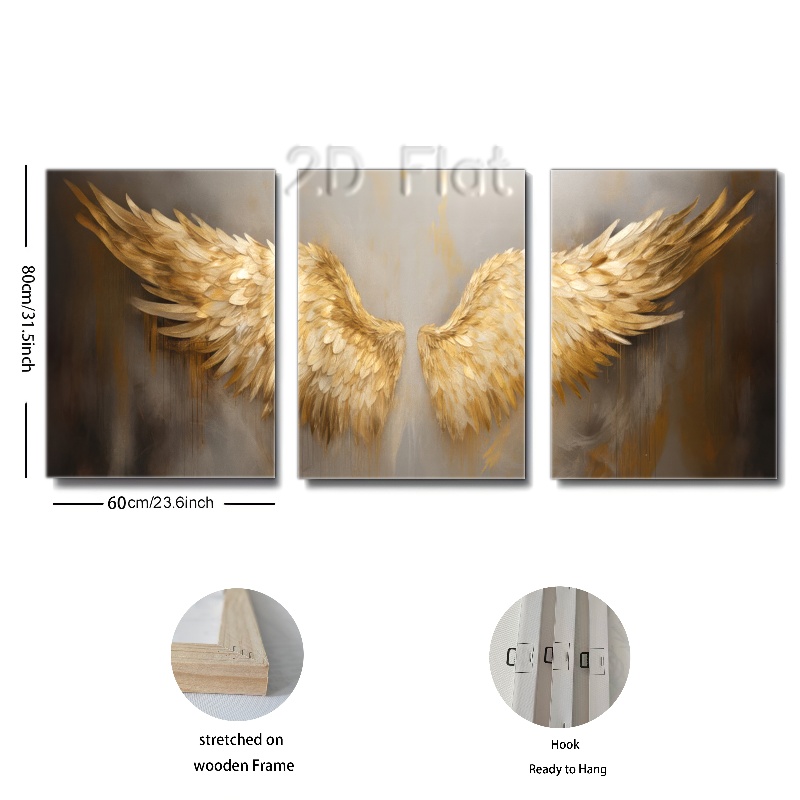 2D Flat
80cm/31.5inch
60cm/23.6inch
stretched on
wooden Frame
Hook
Ready to Hang